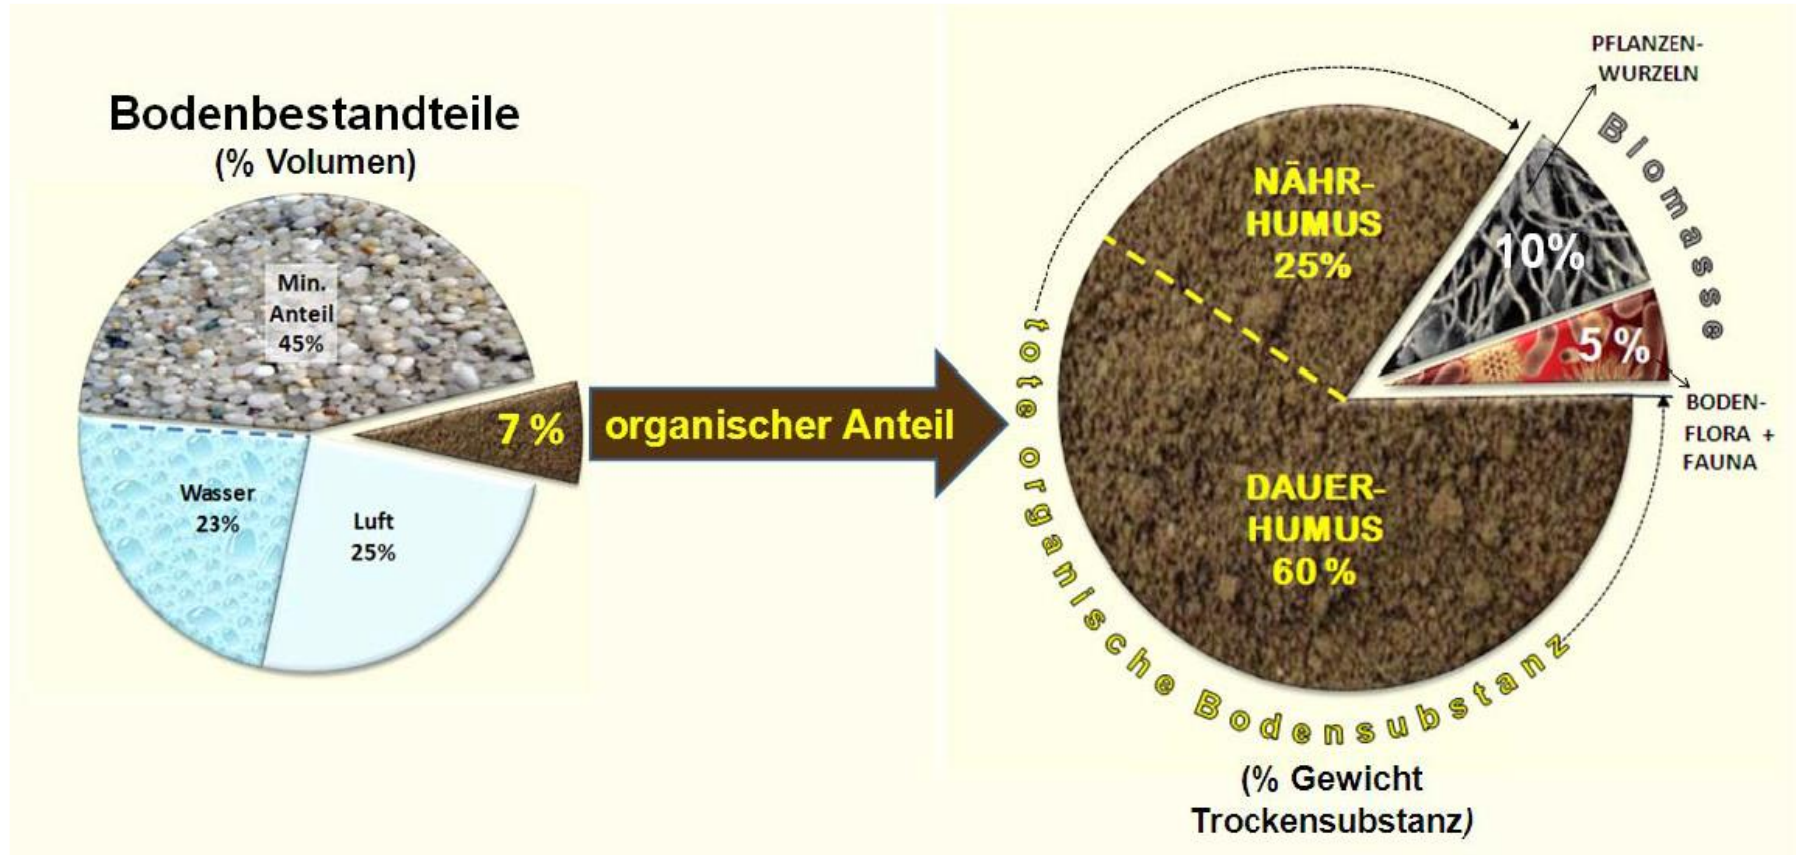 Bodenbestandteile
(% Volumen)
Min.
Anteil
45%
7 %
Wasser
23%
Luft
25%
organischer Anteil
PFLANZEN-
WURZELN
Biomasse
NÄHR-
HUMUS
25%
10%
5 %
BODEN-
FLORA +
FAUNA
DAUER-
HUMUS
60 %
tote organische Bodensubstanz
(% Gewicht
Trockensubstanz)